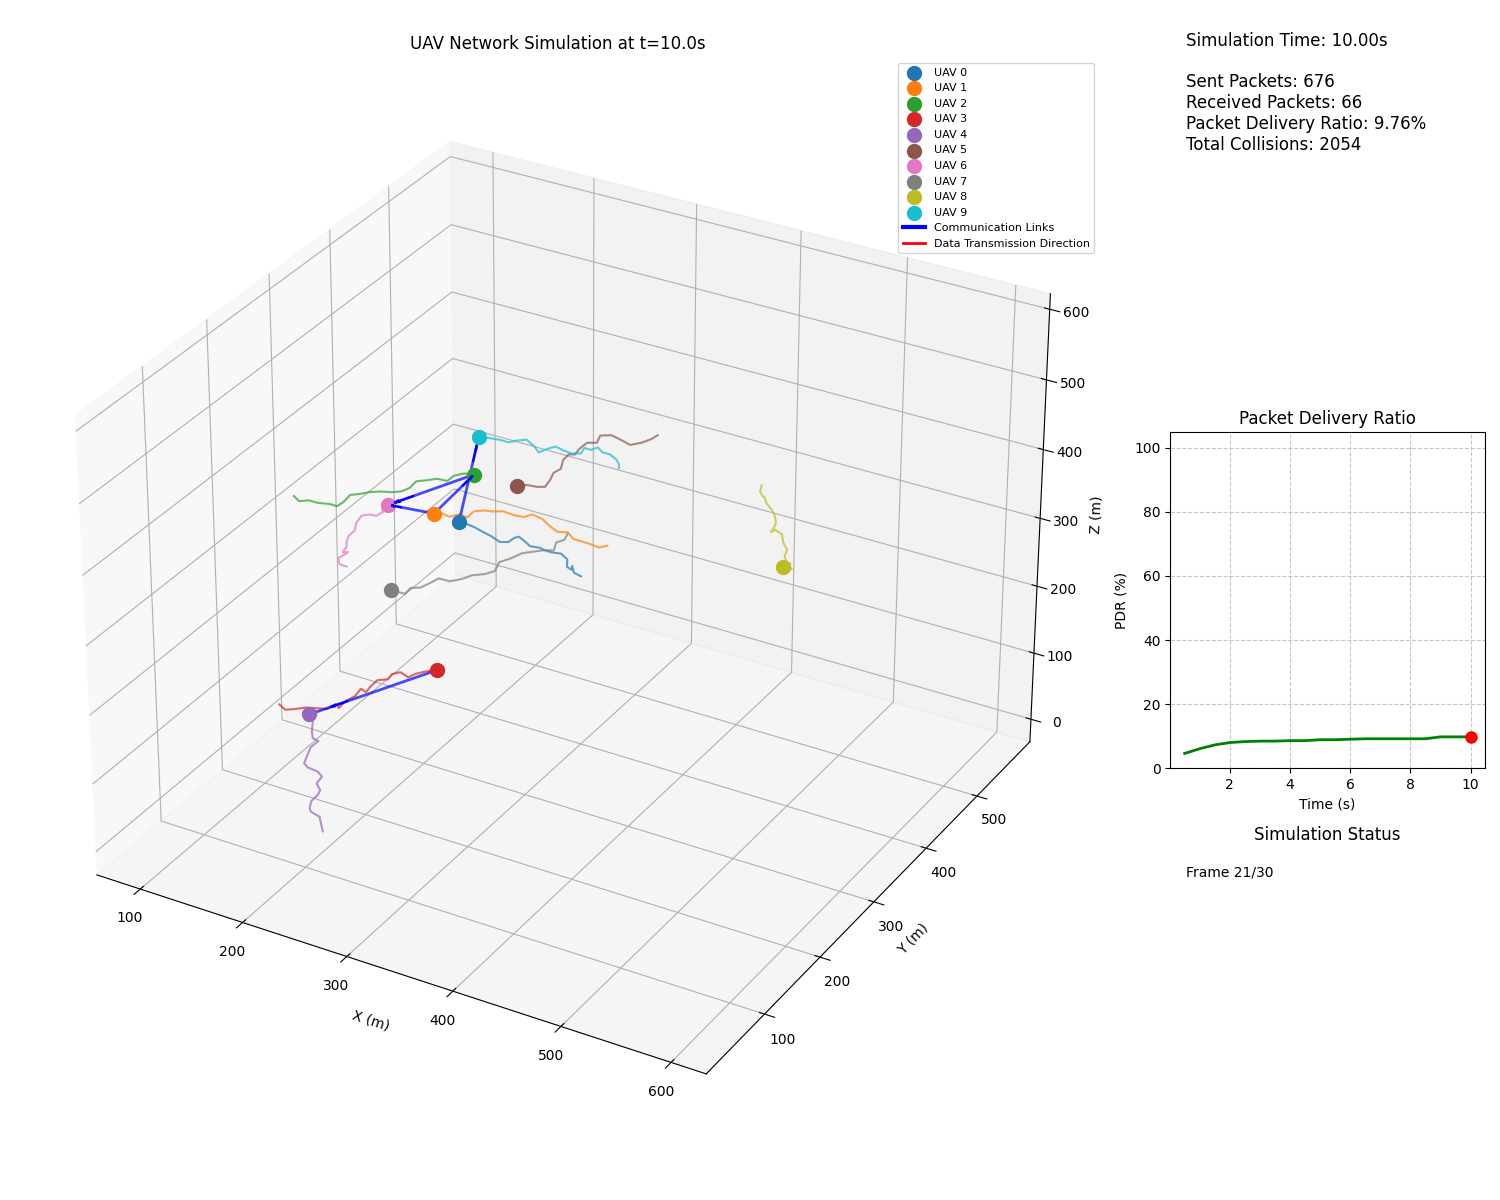 UAV Network Simulation at t=10.0s
UAV 0
UAV 1
UAV 2
UAV 3
UAV 4
UAV 5
UAV 6
UAV 7
UAV 8
UAV 9
Communication Links
Data Transmission Direction
600
500
400
300
200
100
0
Z (m)
500
400
300
200
100
Y (m)
100
200
300
400
500
600
X (m)
Simulation Time: 10.00s
Sent Packets: 676
Received Packets: 66
Packet Delivery Ratio: 9.76%
Total Collisions: 2054
Packet Delivery Ratio
100
80
60
40
20
0
PDR (%)
2
4
6
8
10
Time (s)
Simulation Status
Frame 21/30